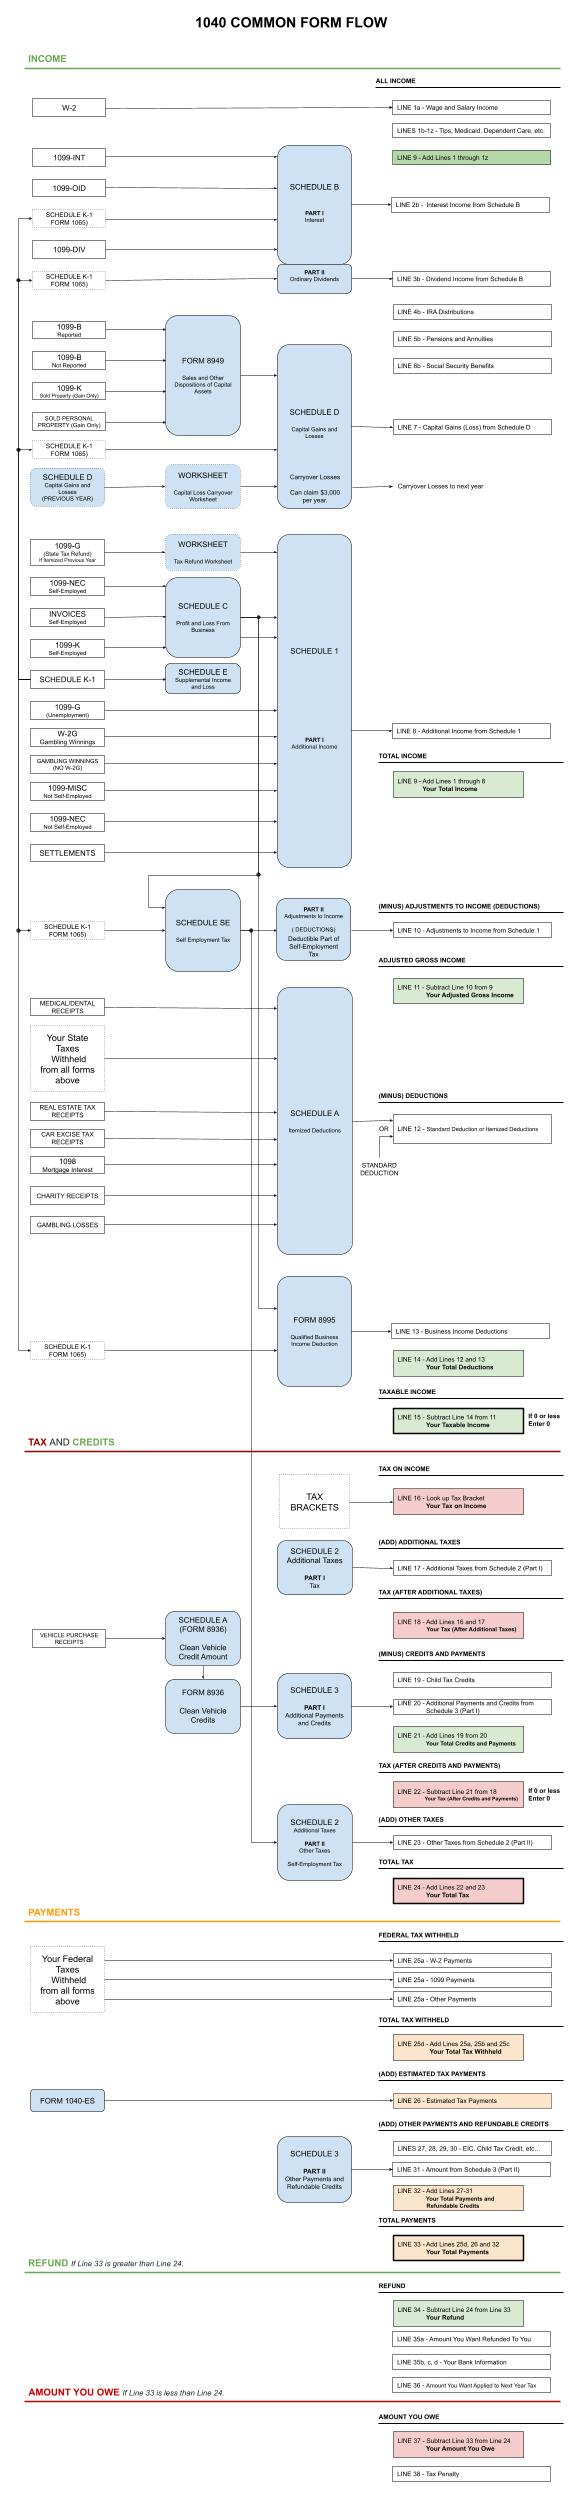 1040 COMMON FORM FLOW
INCOME
ALL INCOME
W-2
LINE 1a - Wage and Salary Income
LINES 1b-1z - Tips, Medicaid, Dependent Care, etc.
1099-INT
LINE 9 - Add Lines 1 through 1z
1099-OID
SCHEDULE B
PART I
Interest
LINE 2b - Interest Income from Schedule B
SCHEDULE K-1
FORM 1065)
1099-DIV
SCHEDULE K-1
FORM 1065)
PART II
Ordinary Dividends
LINE 3b - Dividend Income from Schedule B
LINE 4b - IRA Distributions
LINE 5b - Pensions and Annuities
LINE 6b - Social Security Benefits
1099-B
Reported
1099-B
Not Reported
1099-K
Sold Property (Gain Only)
SOLD PERSONAL
PROPERTY (Gain Only)
FORM 8949
Sales and Other
Dispositions of Capital
Assets
SCHEDULE D
Capital Gains and
Losses
LINE 7 - Capital Gains (Loss) from Schedule D
SCHEDULE K-1
FORM 1065)
SCHEDULE D
Capital Gains and
Losses
(PREVIOUS YEAR)
WORKSHEET
Capital Loss Carryover
Worksheet
Carryover Losses
Can claim $3,000
per year.
Carryover Losses to next year
1099-G
(State Tax Refund)
If Itemized Previous Year
WORKSHEET
Tax Refund Worksheet
1099-NEC
Self-Employed
INVOICES
Self-Employed
1099-K
Self-Employed
SCHEDULE C
Profit and Loss From
Business
SCHEDULE 1
SCHEDULE K-1
SCHEDULE E
Supplemental Income
and Loss
1099-G
(Unemployment)
W-2G
Gambling Winnings
PART I
Additional Income
LINE 8 - Additional Income from Schedule 1
TOTAL INCOME
GAMBLING WINNINGS
(NO W-2G)
LINE 9 - Add Lines 1 through 8
Your Total Income
1099-MISC
Not Self-Employed
1099-NEC
Not Self-Employed
SETTLEMENTS
SCHEDULE K-1
FORM 1065)
SCHEDULE SE
Self Employment Tax
PART II
Adjustments to Income
( DEDUCTIONS)
Deductible Part of
Self-Employment
Tax
(MINUS) ADJUSTMENTS TO INCOME (DEDUCTIONS)
LINE 10 - Adjustments to Income from Schedule 1
ADJUSTED GROSS INCOME
LINE 11 - Subtract Line 10 from 9
Your Adjusted Gross Income
MEDICAL/DENTAL
RECEIPTS
Your State
Taxes
Withheld
from all forms
above
(MINUS) DEDUCTIONS
REAL ESTATE TAX
RECEIPTS
SCHEDULE A
Itemized Deductions
OR
LINE 12 - Standard Deduction or Itemized Deductions
CAR EXCISE TAX
RECEIPTS
1098
Mortgage Interest
STANDARD
DEDUCTION
CHARITY RECEIPTS
GAMBLING LOSSES
FORM 8995
Qualified Business
Income Deduction
LINE 13 - Business Income Deductions
SCHEDULE K-1
FORM 1065)
LINE 14 - Add Lines 12 and 13
Your Total Deductions
TAXABLE INCOME
LINE 15 - Subtract Line 14 from 11
Your Taxable Income
If 0 or less
Enter 0
TAX AND CREDITS
TAX ON INCOME
TAX
BRACKETS
LINE 16 - Look up Tax Bracket
Your Tax on Income
(ADD) ADDITIONAL TAXES
SCHEDULE 2
Additional Taxes
PART I
Tax
LINE 17 - Additional Taxes from Schedule 2 (Part I)
TAX (AFTER ADDITIONAL TAXES)
LINE 18 - Add Lines 16 and 17
Your Tax (After Additional Taxes)
VEHICLE PURCHASE
RECEIPTS
SCHEDULE A
(FORM 8936)
Clean Vehicle
Credit Amount
(MINUS) CREDITS AND PAYMENTS
LINE 19 - Child Tax Credits
FORM 8936
Clean Vehicle
Credits
SCHEDULE 3
PART I
Additional Payments
and Credits
LINE 20 - Additional Payments and Credits from
Schedule 3 (Part I)
LINE 21 - Add Lines 19 from 20
Your Total Credits and Payments
TAX (AFTER CREDITS AND PAYMENTS)
LINE 22 - Subtract Line 21 from 18
Your Tax (After Credits and Payments)
If 0 or less
Enter 0
(ADD) OTHER TAXES
SCHEDULE 2
Additional Taxes
PART II
Other Taxes
Self-Employment Tax
LINE 23 - Other Taxes from Schedule 2 (Part II)
TOTAL TAX
LINE 24 - Add Lines 22 and 23
Your Total Tax
PAYMENTS
FEDERAL TAX WITHHELD
Your Federal
Taxes
Withheld
from all forms
above
LINE 25a - W-2 Payments
LINE 25a - 1099 Payments
LINE 25a - Other Payments
TOTAL TAX WITHHELD
LINE 25d - Add Lines 25a, 25b and 25c
Your Total Tax Withheld
(ADD) ESTIMATED TAX PAYMENTS
FORM 1040-ES
LINE 26 - Estimated Tax Payments
(ADD) OTHER PAYMENTS AND REFUNDABLE CREDITS
LINES 27, 28, 29, 30 - EIC, Child Tax Credit, etc...
SCHEDULE 3
PART II
Other Payments and
Refundable Credits
LINE 31 - Amount from Schedule 3 (Part II)
LINE 32 - Add Lines 27-31
Your Total Payments and
Refundable Credits
TOTAL PAYMENTS
LINE 33 - Add Lines 25d, 26 and 32
Your Total Payments
REFUND If Line 33 is greater than Line 24.
REFUND
LINE 34 - Subtract Line 24 from Line 33
Your Refund
LINE 35a - Amount You Want Refunded To You
LINE 35b, c, d - Your Bank Information
LINE 36 - Amount You Want Applied to Next Year Tax
AMOUNT YOU OWE If Line 33 is less than Line 24.
AMOUNT YOU OWE
LINE 37 - Subtract Line 33 from Line 24
Your Amount You Owe
LINE 38 - Tax Penalty